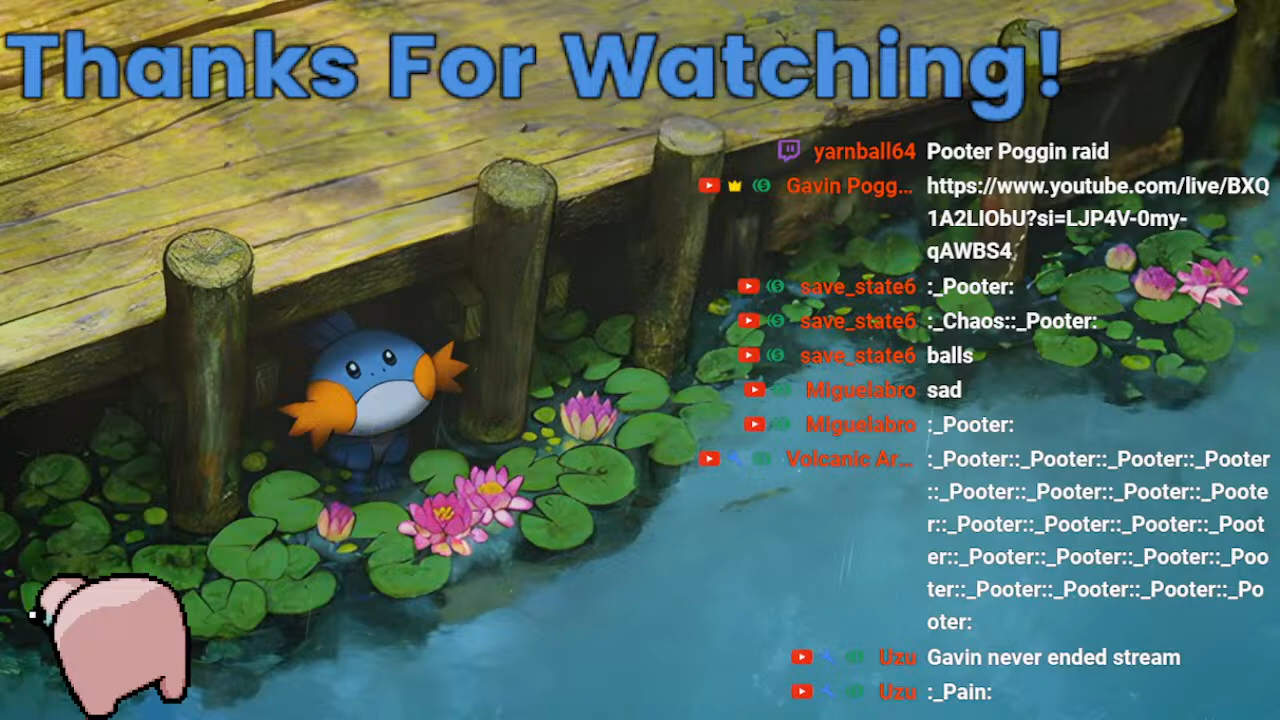 Thanks For Watching!
yarnball64 Pooter Poggin raid
Gavin Pogg... https://www.youtube.com/live/BXQ
1A2LIObU?si=LJP4V-0my-
qAWBS4
save_state6 :_Pooter:
save_state6 :_Chaos::_Pooter:
save_state6 balls
Miguelabro sad
Miguelabro :_Pooter:
Volcanic Ar... :_Pooter::_Pooter::_Pooter::_Pooter
::_Pooter::_Pooter::_Pooter::_Poote
r::_Pooter::_Pooter::_Pooter::_Poot
er::_Pooter::_Pooter::_Pooter::_Poo
ter::_Pooter::_Pooter::_Pooter::_Po
oter:
Uzu Gavin never ended stream
Uzu :_Pain: